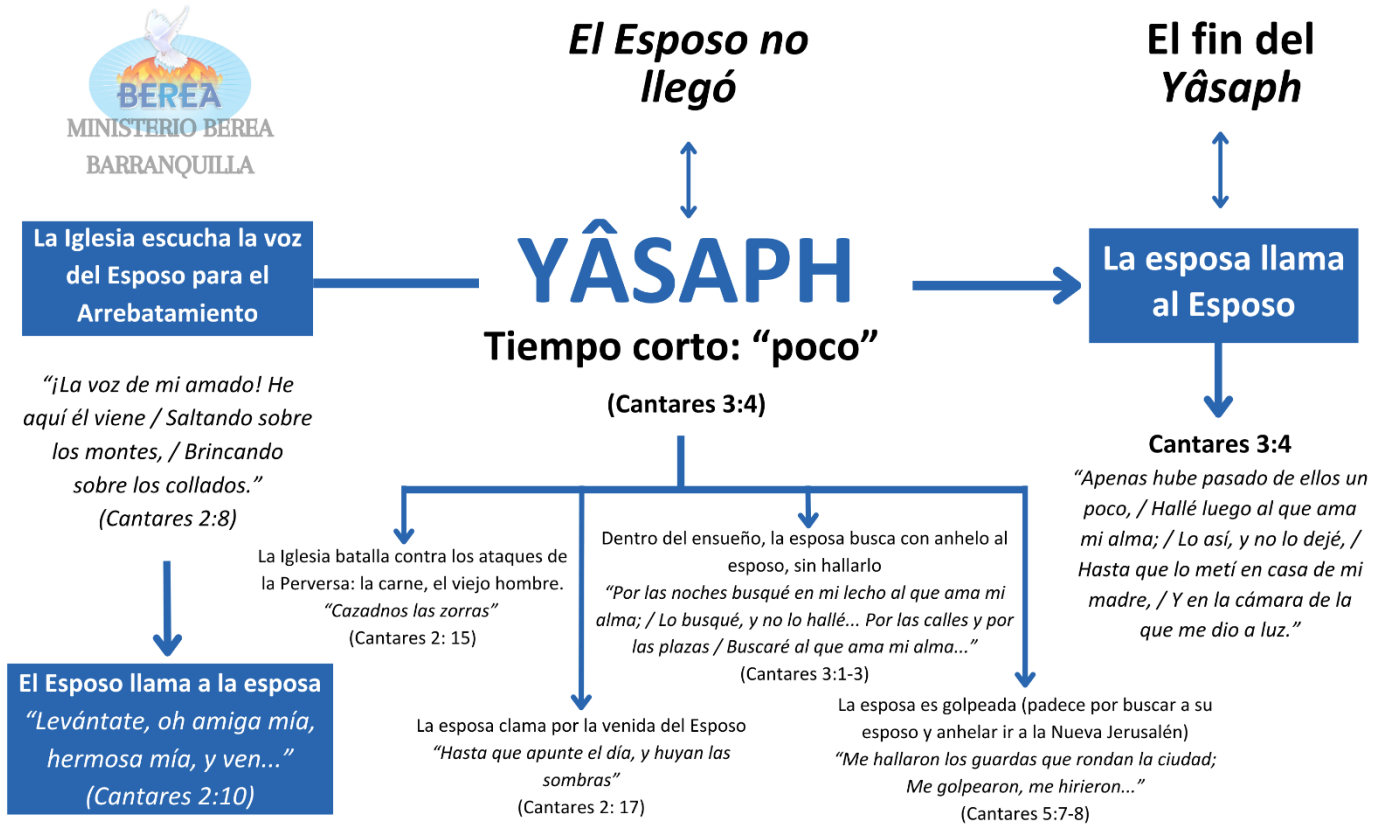 BEREA
MINISTERIO BEREA
BARRANQUILLA
El Esposo no
llegó
El fin del
Yâsaph
La Iglesia escucha la voz
del Esposo para el
Arrebatamiento
“¡La voz de mi amado! He
aquí él viene / Saltando sobre
los montes, / Brincando
sobre los collados.”
(Cantares 2:8)
El Esposo llama a la esposa
“Levántate, oh amiga mía,
hermosa mía, y ven...”
(Cantares 2:10)
YÂSAPH
Tiempo corto: “poco”
(Cantares 3:4)
La Iglesia batalla contra los ataques de
la Perversa: la carne, el viejo hombre.
“Cazadnos las zorras”
(Cantares 2: 15)
La esposa clama por la venida del Esposo
“Hasta que apunte el día, y huyan las
sombras”
(Cantares 2: 17)
Dentro del ensueño, la esposa busca con anhelo al
esposo, sin hallarlo
“Por las noches busqué en mi lecho al que ama mi
alma; / Lo busqué, y no lo hallé... Por las calles y por
las plazas / Buscaré al que ama mi alma...”
(Cantares 3:1-3)
La esposa es golpeada (padece por buscar a su
esposo y anhelar ir a la Nueva Jerusalén)
“Me hallaron los guardas que rondan la ciudad;
Me golpearon, me hirieron...”
(Cantares 5:7-8)
La esposa llama
al Esposo
Cantares 3:4
“Apenas hube pasado de ellos un
poco, / Hallé luego al que ama
mi alma; / Lo así, y no lo dejé, /
Hasta que lo metí en casa de mi
madre, / Y en la cámara de la
que me dio a luz.”